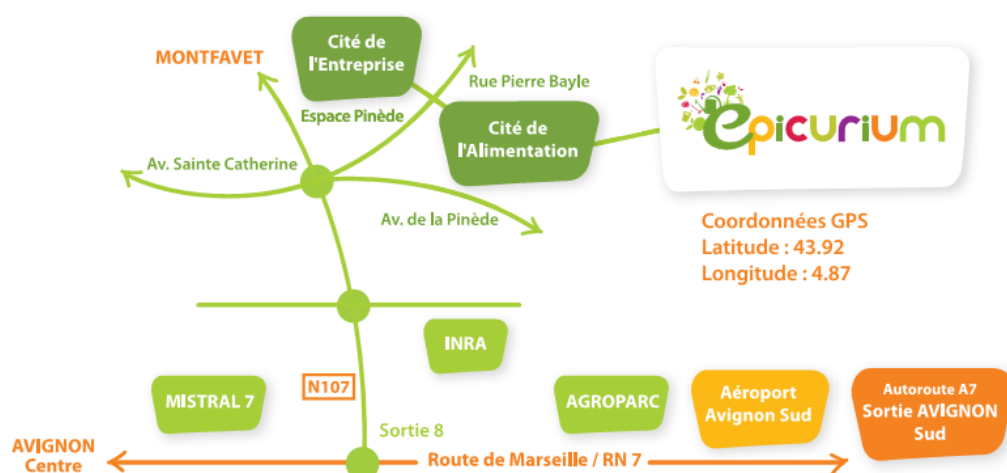 Cité de
l'Entreprise
MONTFAVET
Rue Pierre Bayle
Espace Pinède
Cité de
l'Alimentation
epicurium
Av. Sainte Catherine
Av. de la Pinède
Coordonnées GPS
Latitude : 43.92
Longitude : 4.87
INRA
N107
MISTRAL 7
AGROPARC
Aéroport
Avignon Sud
Autoroute A7
Sortie AVIGNON
Sud
Sortie 8
AVIGNON
Centre
Route de Marseille / RN 7